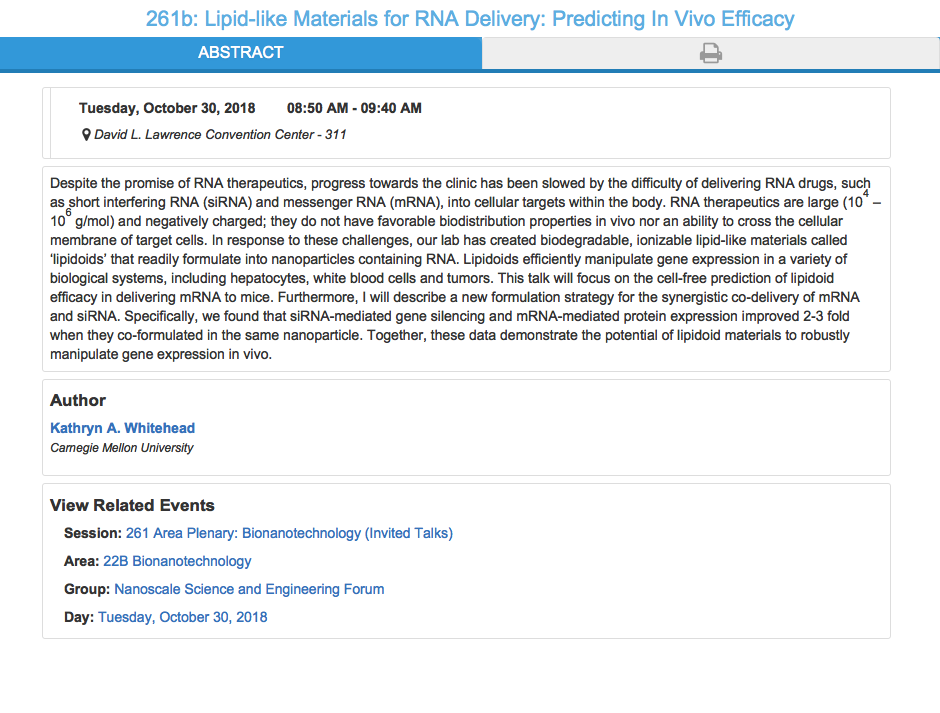 261b: Lipid-like Materials for RNA Delivery: Predicting In Vivo Efficacy
ABSTRACT
Tuesday, October 30, 2018 08:50 AM - 09:40 AM
David L. Lawrence Convention Center - 311
Despite the promise of RNA therapeutics, progress towards the clinic has been slowed by the difficulty of delivering RNA drugs, such
as short interfering RNA (siRNA) and messenger RNA (mRNA), into cellular targets within the body. RNA therapeutics are large (10⁴ –
10⁶ g/mol) and negatively charged; they do not have favorable biodistribution properties in vivo nor an ability to cross the cellular
membrane of target cells. In response to these challenges, our lab has created biodegradable, ionizable lipid-like materials called
‘lipidoids’ that readily formulate into nanoparticles containing RNA. Lipidoids efficiently manipulate gene expression in a variety of
biological systems, including hepatocytes, white blood cells and tumors. This talk will focus on the cell-free prediction of lipidoid
efficacy in delivering mRNA to mice. Furthermore, I will describe a new formulation strategy for the synergistic co-delivery of mRNA
and siRNA. Specifically, we found that siRNA-mediated gene silencing and mRNA-mediated protein expression improved 2-3 fold
when they co-formulated in the same nanoparticle. Together, these data demonstrate the potential of lipidoid materials to robustly
manipulate gene expression in vivo.
Author
Kathryn A. Whitehead
Carnegie Mellon University
View Related Events
Session: 261 Area Plenary: Bionanotechnology (Invited Talks)
Area: 22B Bionanotechnology
Group: Nanoscale Science and Engineering Forum
Day: Tuesday, October 30, 2018